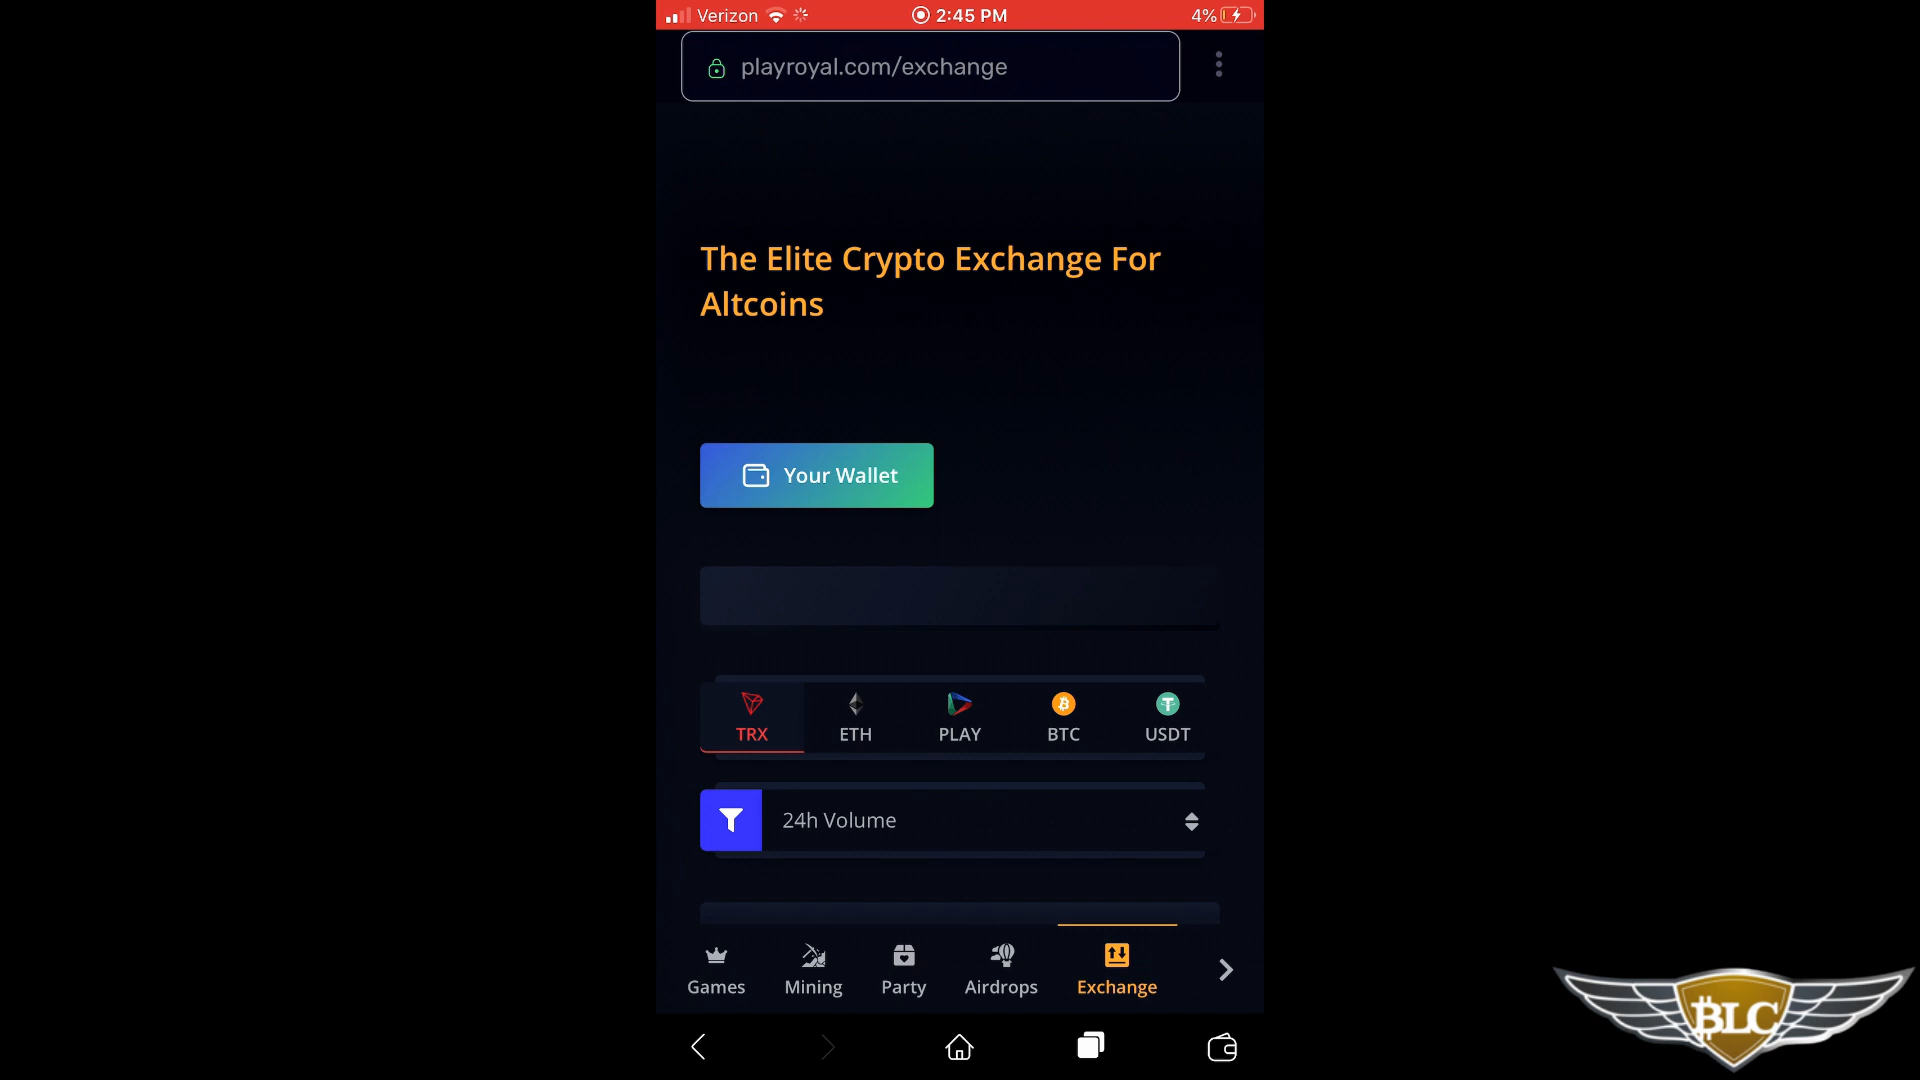 Verizon 2:45 PM 4%
playroyal.com/exchange
The Elite Crypto Exchange For
Altcoins
Your Wallet
TRX ETH PLAY BTC USDT
24h Volume
Games Mining Party Airdrops Exchange
BLC